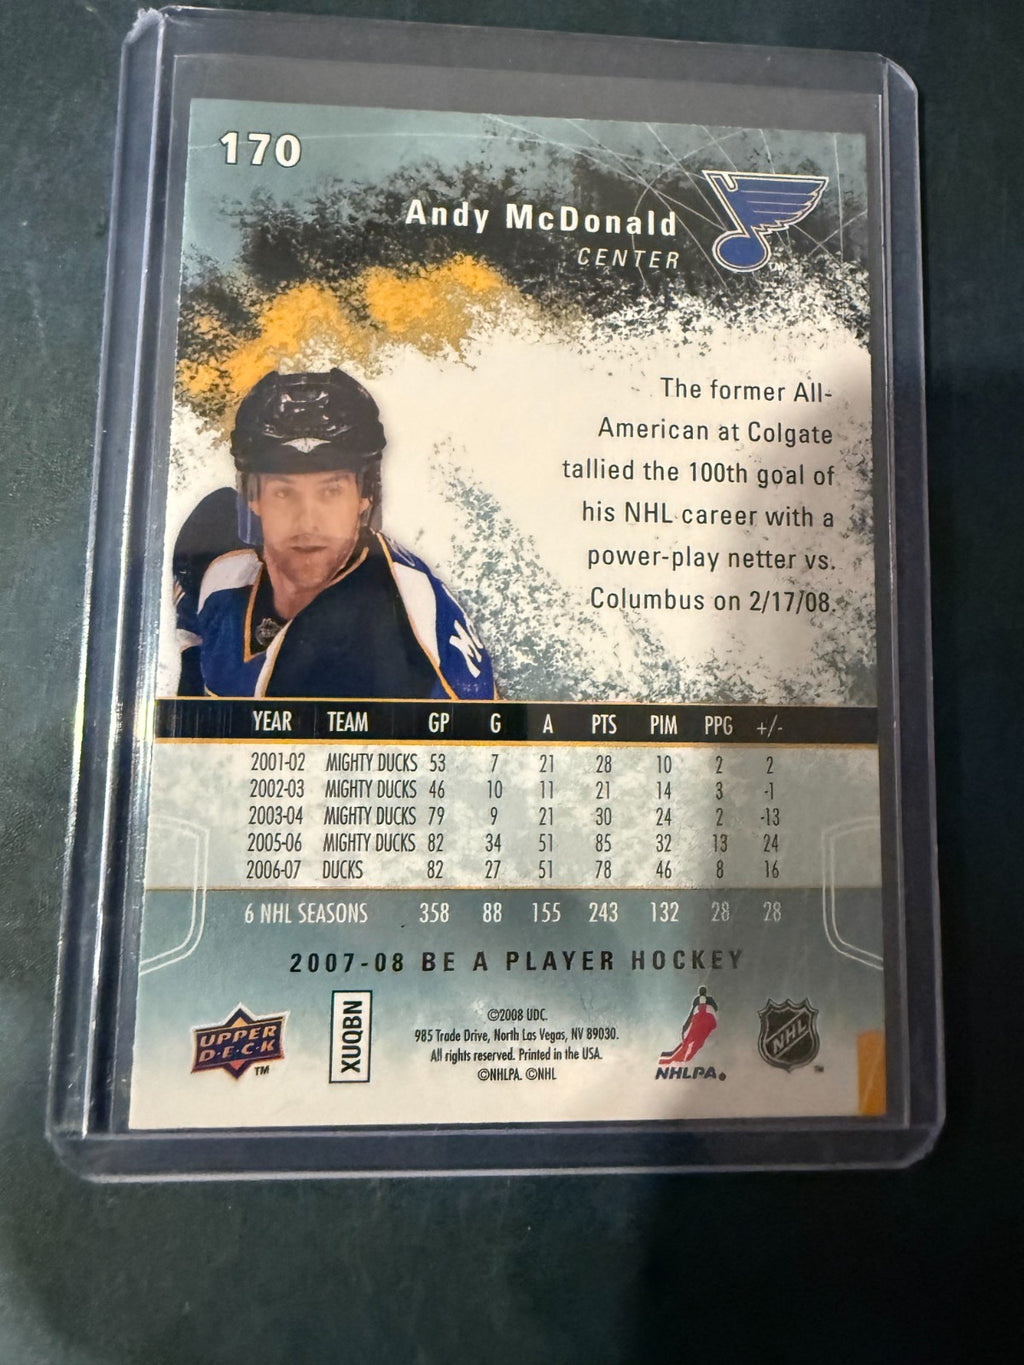 170
Andy McDonald
CENTER
The former All-
American at Colgate
tallied the 100th goal of
his NHL career with a
power-play netter vs.
Columbus on 2/17/08.
YEAR TEAM GP G A PTS PIM PPG +/-
2001-02 MIGHTY DUCKS 53 7 21 28 10 2 2
2002-03 MIGHTY DUCKS 46 10 11 21 14 3 -1
2003-04 MIGHTY DUCKS 79 9 21 30 24 2 -13
2005-06 MIGHTY DUCKS 82 34 51 85 32 13 24
2006-07 DUCKS 82 27 51 78 46 8 16
6 NHL SEASONS 358 88 155 243 132 28 28
2007-08 BE A PLAYER HOCKEY
UPPER
D·E·C·K
TM
XUQBN
©2008 UDC.
985 Trade Drive, North Las Vegas, NV 89030.
All rights reserved. Printed in the USA.
©NHLPA. ©NHL
NHLPA.
NHL